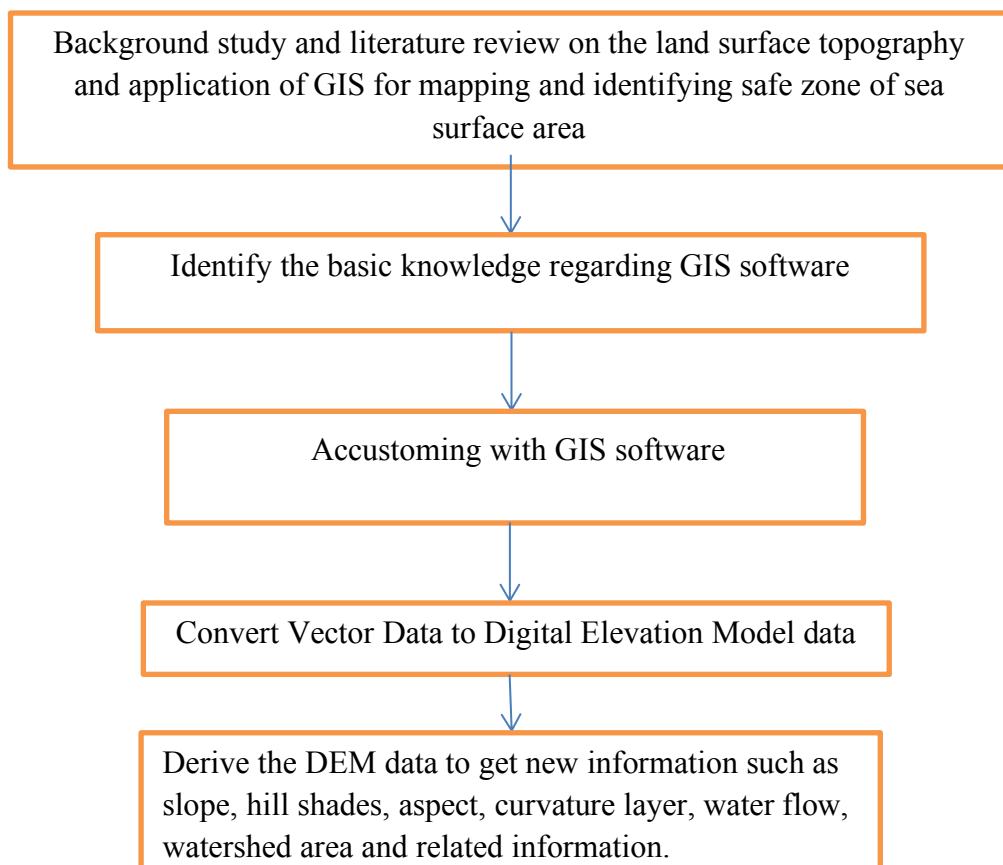 Background study and literature review on the land surface topography
and application of GIS for mapping and identifying safe zone of sea
surface area
Identify the basic knowledge regarding GIS software
Accustoming with GIS software
Convert Vector Data to Digital Elevation Model data
Derive the DEM data to get new information such as
slope, hill shades, aspect, curvature layer, water flow,
watershed area and related information.